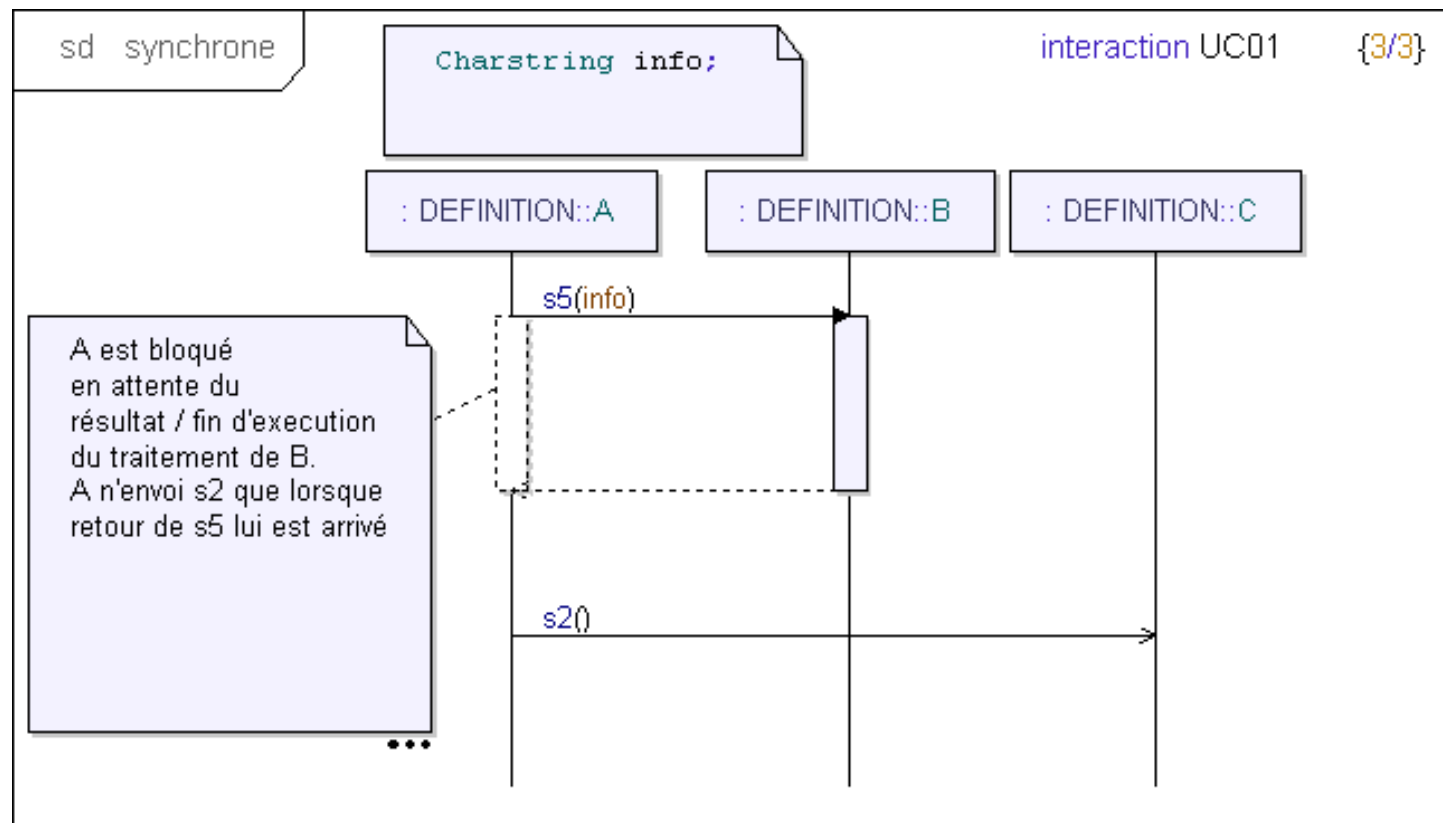 sd synchrone
Charstring info;
interaction UC01 {3/3}
: DEFINITION::A
: DEFINITION::B
: DEFINITION::C
s5(info)
A est bloqué
en attente du
résultat / fin d'execution
du traitement de B.
A n'envoi s2 que lorsque
retour de s5 lui est arrivé
s2()